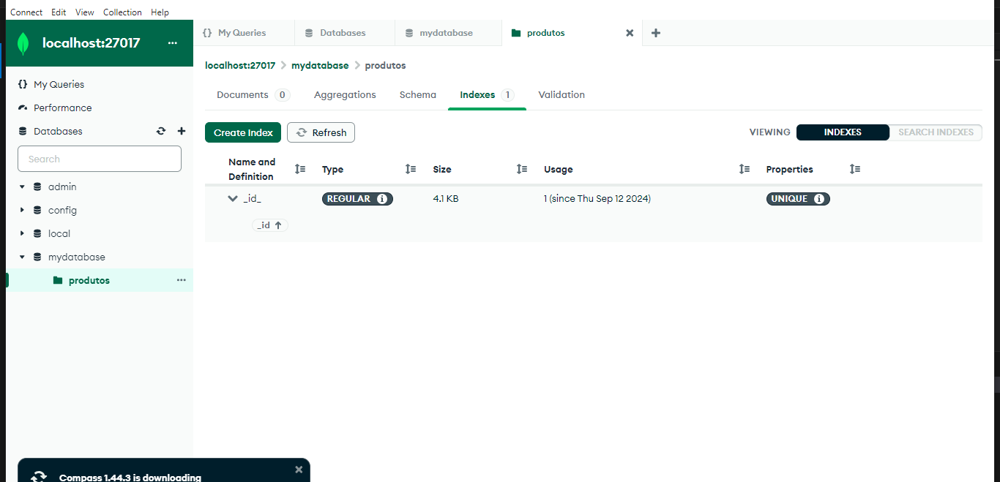 Connect Edit View Collection Help
localhost:27017 ...
My Queries Databases mydatabase produtos
localhost:27017 > mydatabase > produtos
My Queries
Performance
Databases
Search
admin
config
local
mydatabase
produtos ...
Documents 0 Aggregations Schema Indexes 1 Validation
Create Index Refresh VIEWING INDEXES SEARCH INDEXES
Name and
Definition Type Size Usage Properties
_id_ REGULAR 4.1 KB 1 (since Thu Sep 12 2024) UNIQUE
_id ↑
Compass 1.44.3 is downloading